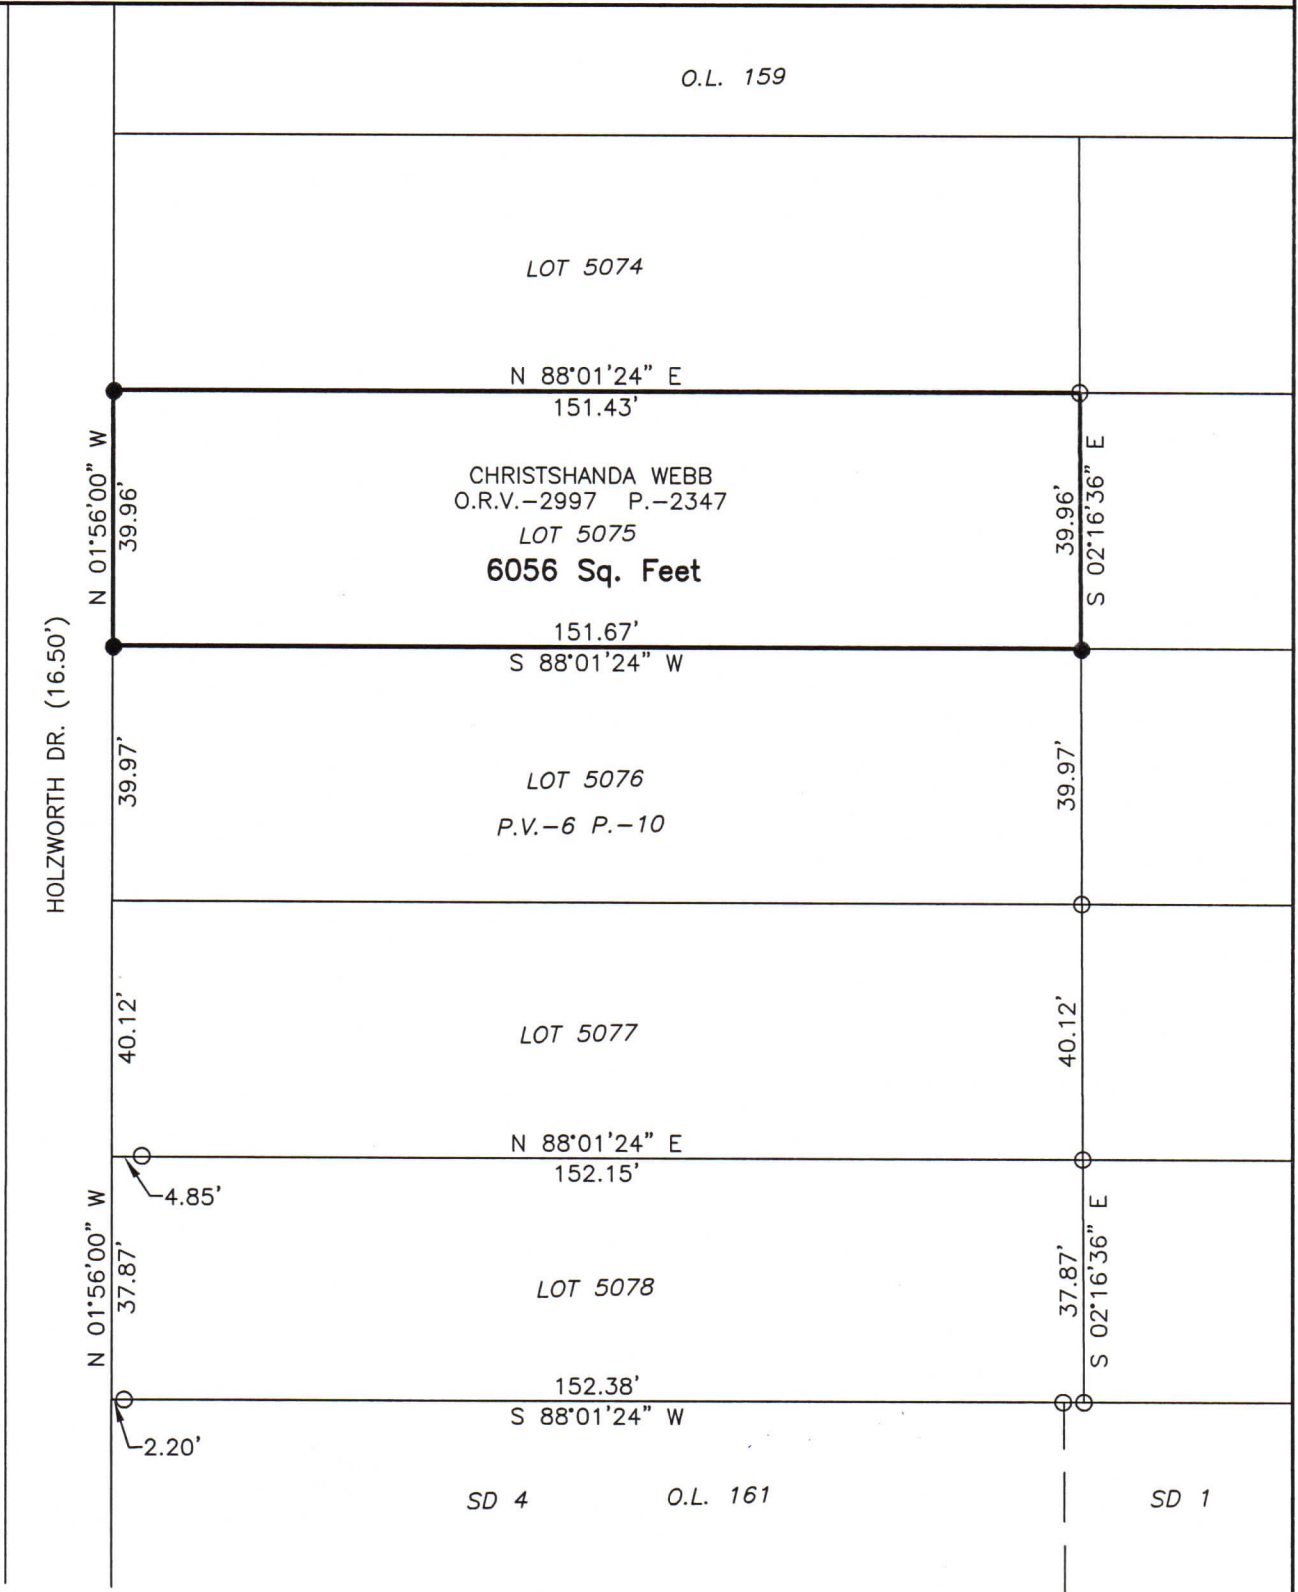 O.L. 159
LOT 5074
N 88°01'24" E
151.43'
N 01°56'00" W
39.96'
CHRISTSHANDA WEBB
O.R.V.-2997 P.-2347
LOT 5075
6056 Sq. Feet
39.96'
S 02°16'36" E
151.67'
S 88°01'24" W
HOLZWORTH DR. (16.50')
39.97'
LOT 5076
P.V.-6 P.-10
39.97'
40.12'
LOT 5077
40.12'
N 88°01'24" E
152.15'
4.85'
N 01°56'00" W
37.87'
LOT 5078
37.87'
S 02°16'36" E
152.38'
S 88°01'24" W
2.20'
SD 4 O.L. 161 SD 1